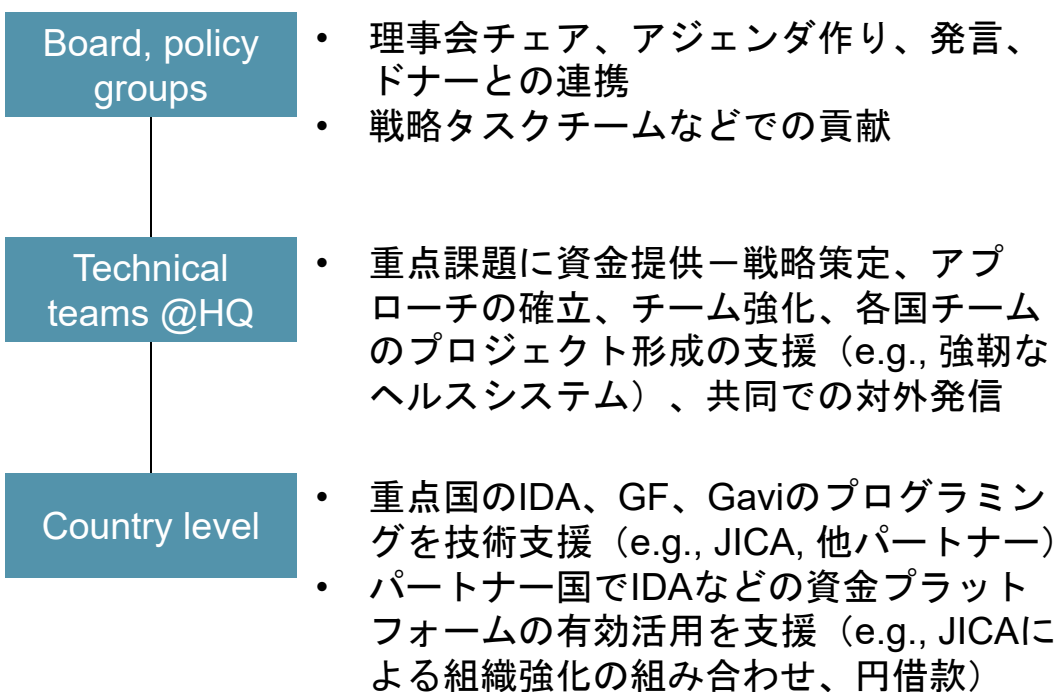 Board, policy
groups
• 理事会チェア、アジェンダ作り、発言、
ドナーとの連携
• 戦略タスクチームなどでの貢献
Technical
teams @HQ
• 重点課題に資金提供－戦略策定、アプ
ローチの確立、チーム強化、各国チーム
のプロジェクト形成の支援（e.g., 強靭な
ヘルスシステム）、共同での対外発信
Country level
• 重点国のIDA、GF、Gaviのプログラミン
グを技術支援（e.g., JICA, 他パートナー）
• パートナー国でIDAなどの資金プラット
フォームの有効活用を支援（e.g., JICAに
よる組織強化の組み合わせ、円借款）